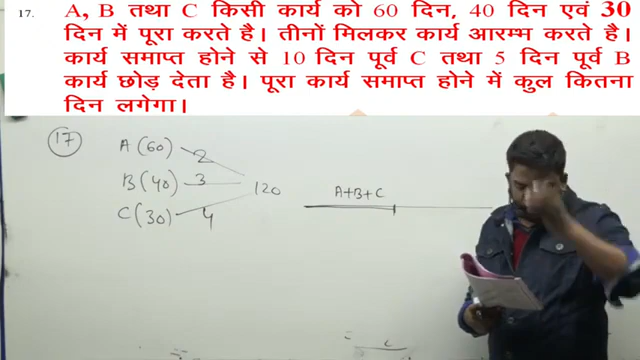 17. A, B तथा C किसी कार्य को 60 दिन, 40 दिन एवं 30
दिन में पूरा करते है। तीनों मिलकर कार्य आरम्भ करते है।
कार्य समाप्त होने से 10 दिन पूर्व C तथा 5 दिन पूर्व B
कार्य छोड़ देता है। पूरा कार्य समाप्त होने में कुल कितना
दिन लगेगा।
17
A (60) 2
B (40) 3 120
C (30) 4
A+B+C